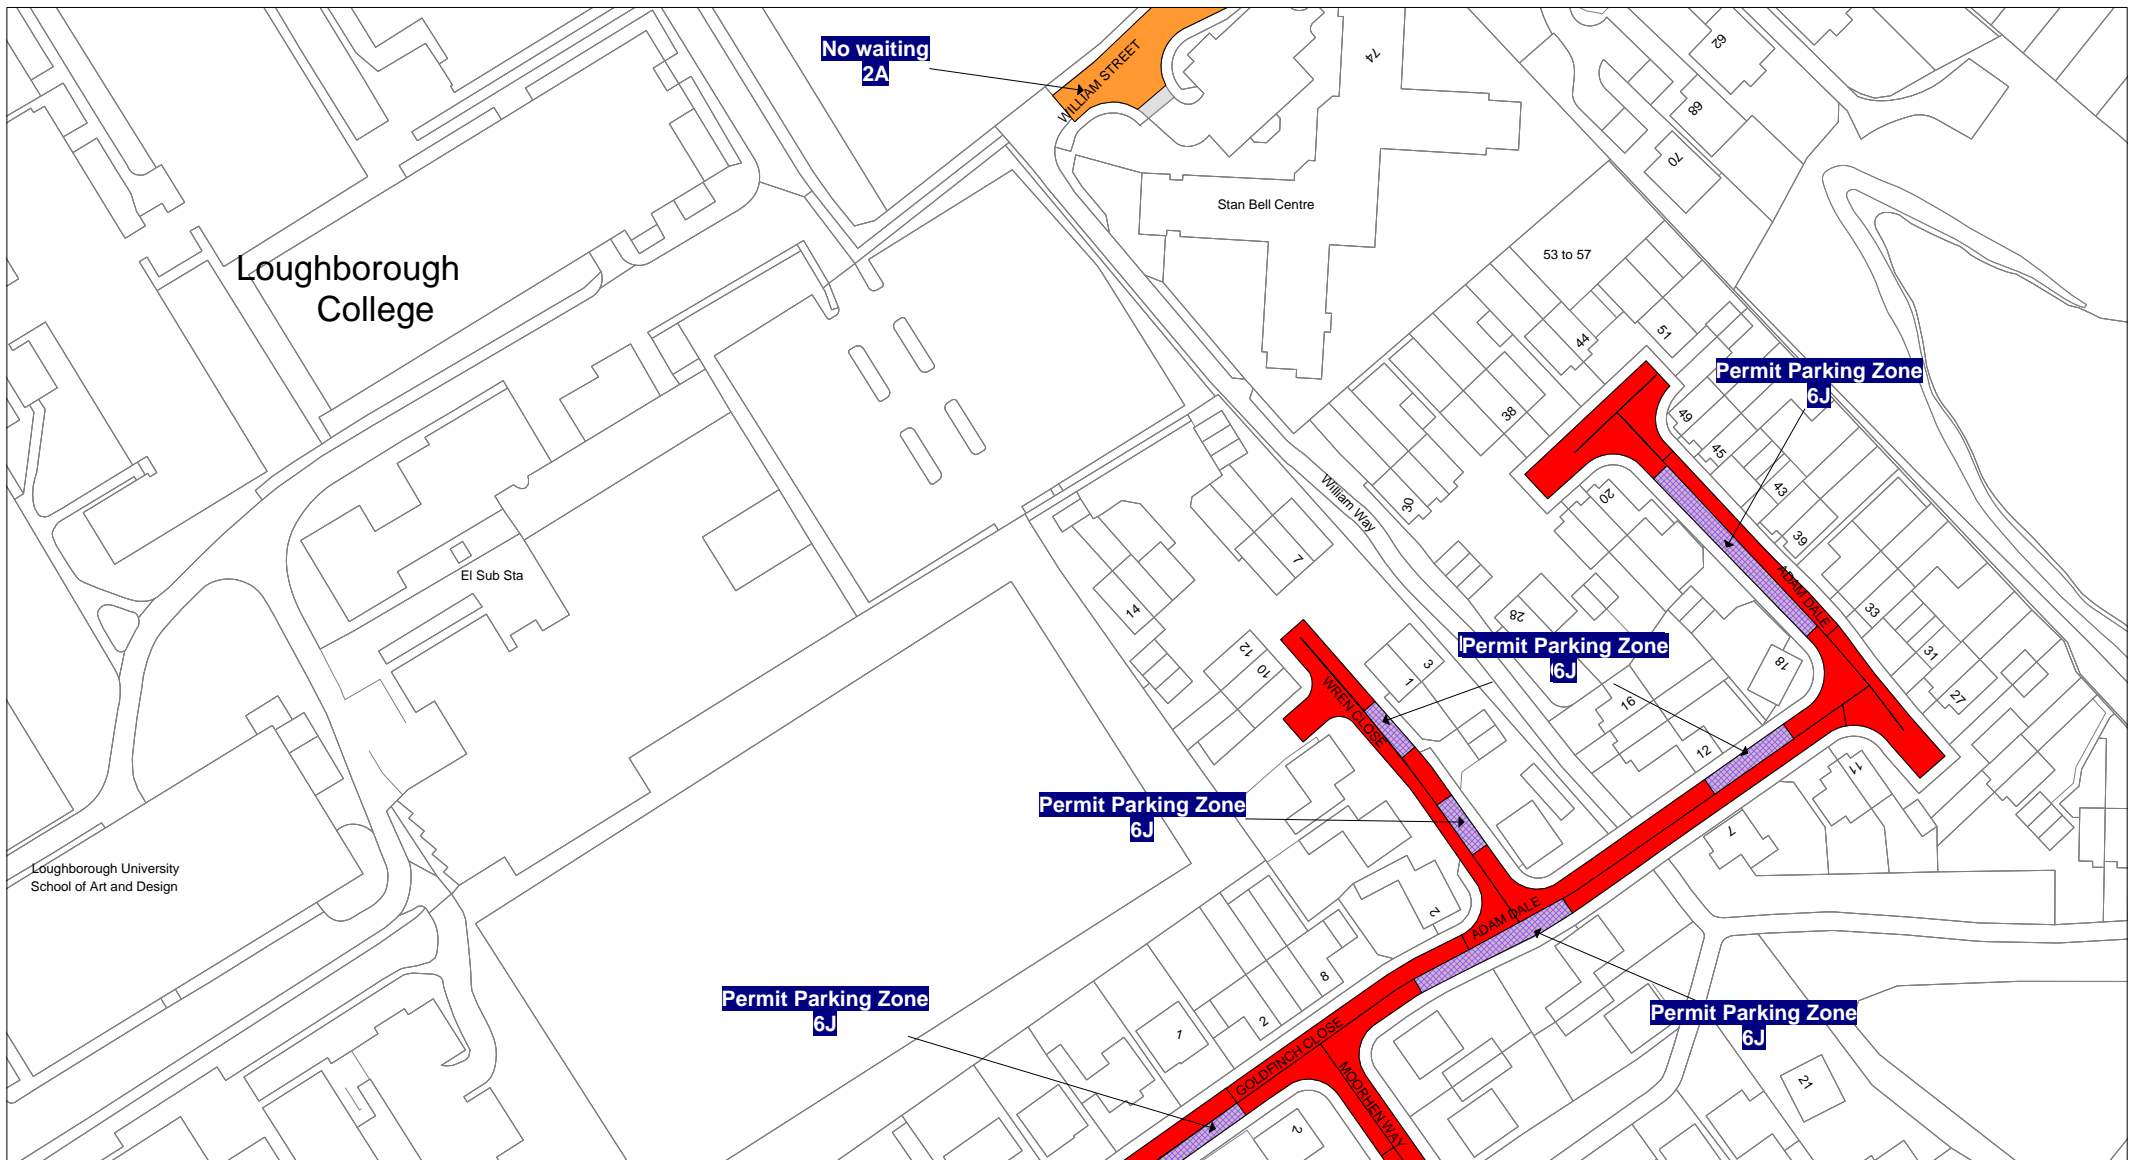 No waiting
2A
WILLIAM STREET
74
62
68
70
Stan Bell Centre
Loughborough
College
53 to 57
51
44
Permit Parking Zone
6J
49
45
43
39
38
30
20
William Way
El Sub Sta
7
14
ADAM DALE
33
31
27
28
Permit Parking Zone
6J
18
12
10
3
1
16
12
WREN CLOSE
11
7
Permit Parking Zone
6J
Loughborough University
School of Art and Design
2
ADAM DALE
8
Permit Parking Zone
6J
Permit Parking Zone
6J
1
2
GOLDFINCH CLOSE
MOORHEN WAY
21
2